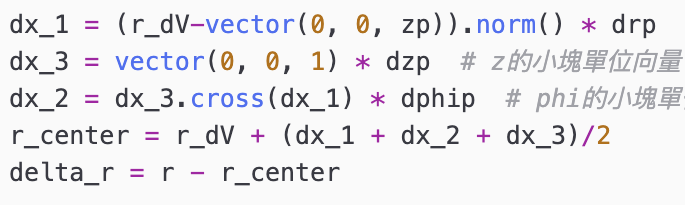 dx_1 = (r_dV-vector(0, 0, zp)).norm() * drp
dx_3 = vector(0, 0, 1) * dzp  # z的小塊單位向量
dx_2 = dx_3.cross(dx_1) * dphip  # phi的小塊單
r_center = r_dV + (dx_1 + dx_2 + dx_3)/2
delta_r = r - r_center